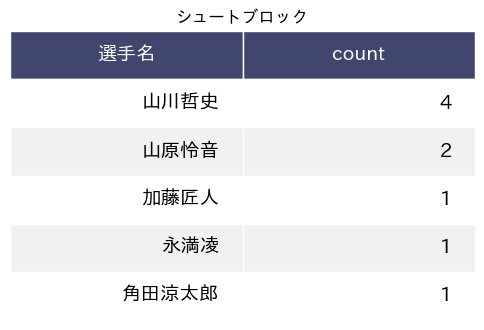 シュートブロック
選手名 count
山川哲史 4
山原怜音 2
加藤匠人 1
永満凌 1
角田涼太郎 1